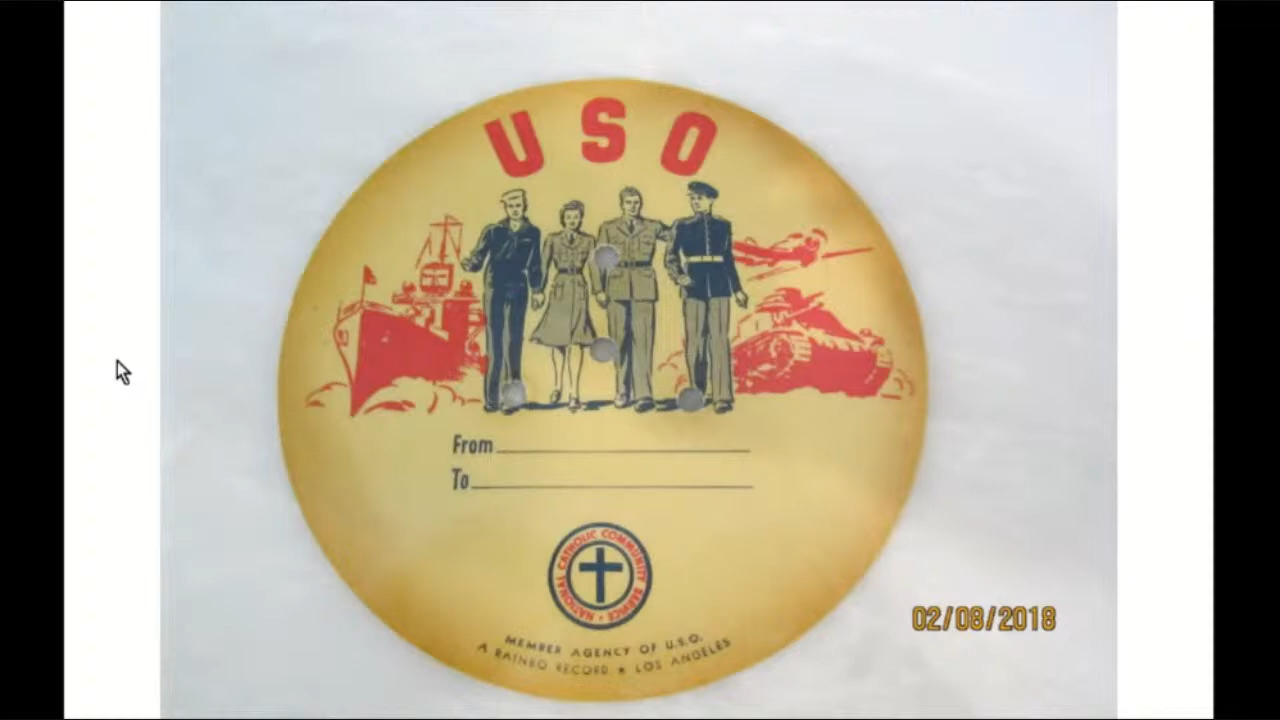 USO
From
To
NATIONAL CATHOLIC COMMUNITY SERVICE
MEMBER AGENCY OF U.S.O.
A RAINBO RECORD ★ LOS ANGELES
02/08/2018